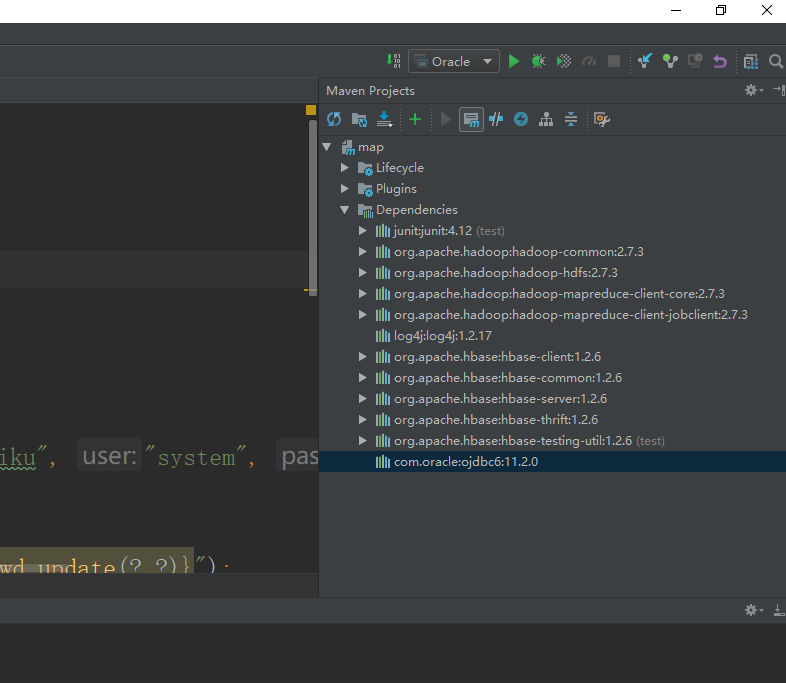 Oracle
Maven Projects
map
Lifecycle
Plugins
Dependencies
junit:junit:4.12 (test)
org.apache.hadoop:hadoop-common:2.7.3
org.apache.hadoop:hadoop-hdfs:2.7.3
org.apache.hadoop:hadoop-mapreduce-client-core:2.7.3
org.apache.hadoop:hadoop-mapreduce-client-jobclient:2.7.3
log4j:log4j:1.2.17
org.apache.hbase:hbase-client:1.2.6
org.apache.hbase:hbase-common:1.2.6
org.apache.hbase:hbase-server:1.2.6
org.apache.hbase:hbase-thrift:1.2.6
org.apache.hbase:hbase-testing-util:1.2.6 (test)
com.oracle:ojdbc6:11.2.0
iku", user: "system", pas
wd_update(?,?)}");